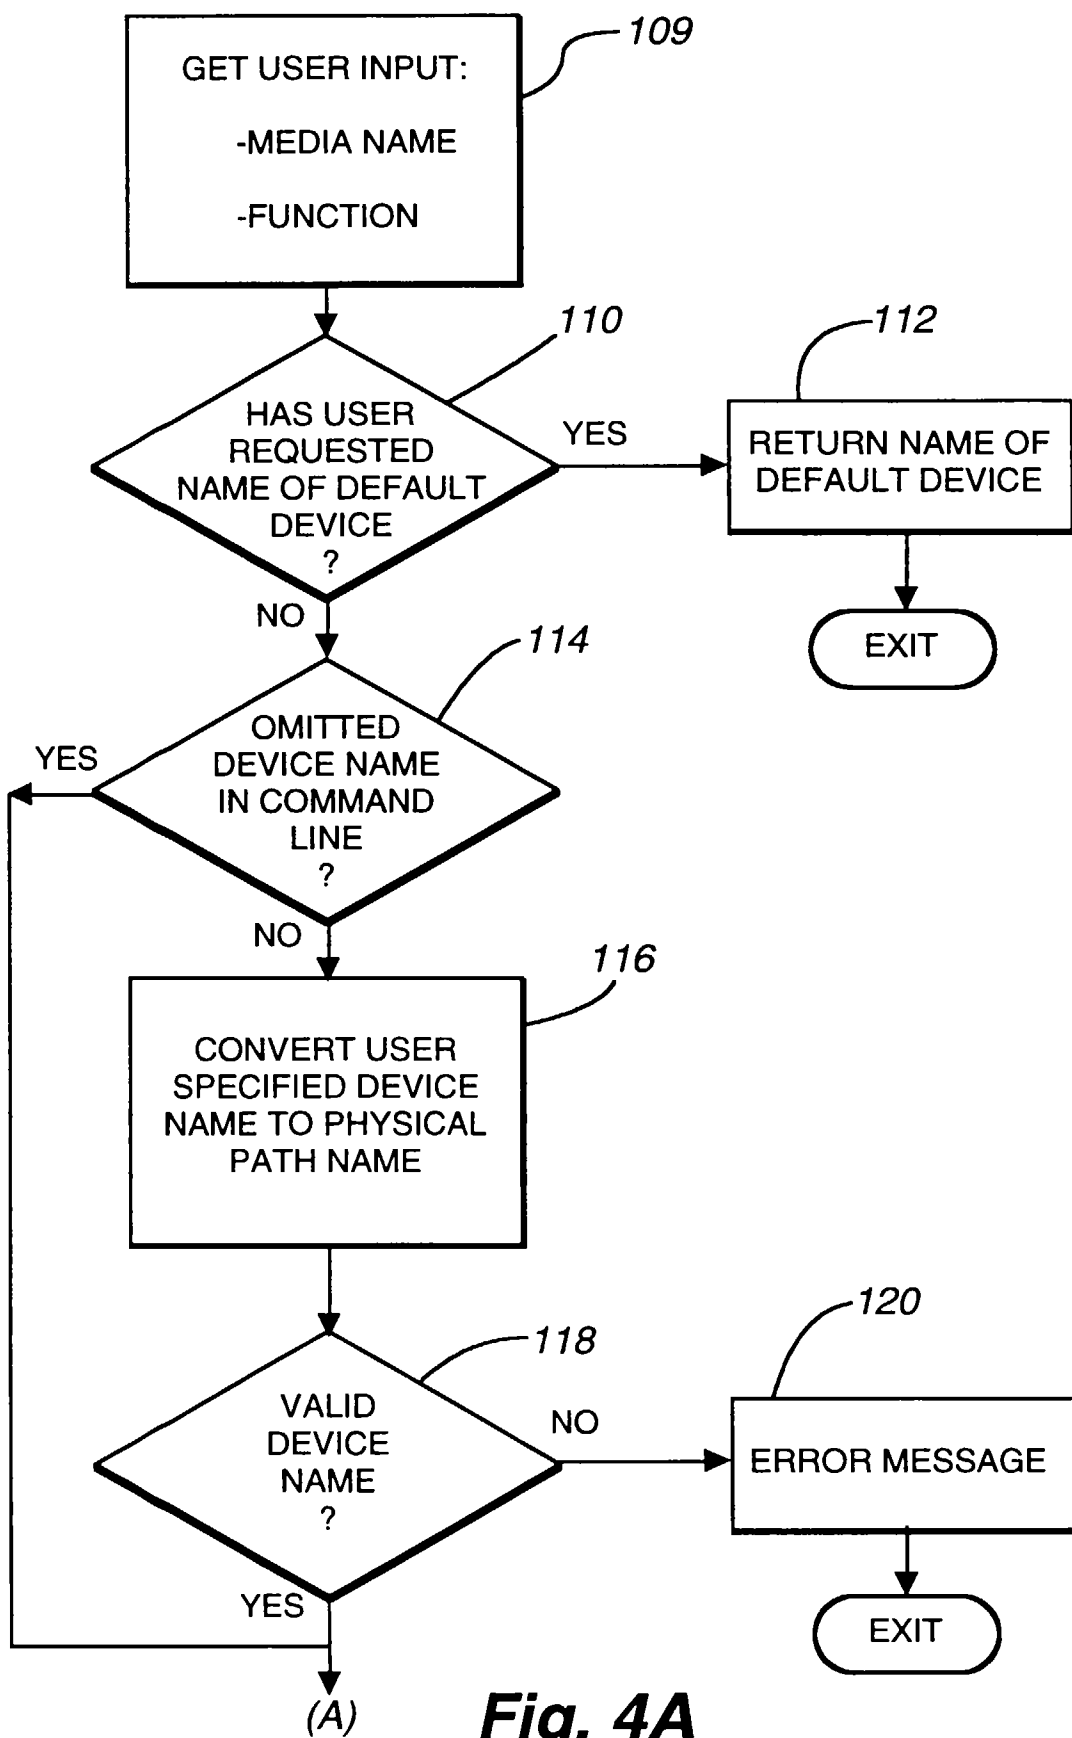 109
GET USER INPUT:
-MEDIA NAME
-FUNCTION
110
112
HAS USER
REQUESTED
NAME OF DEFAULT
DEVICE
?
YES
RETURN NAME OF
DEFAULT DEVICE
NO
EXIT
114
OMITTED
DEVICE NAME
IN COMMAND
LINE
?
YES
NO
116
CONVERT USER
SPECIFIED DEVICE
NAME TO PHYSICAL
PATH NAME
120
118
VALID
DEVICE
NAME
?
NO
ERROR MESSAGE
YES
EXIT
(A)
Fig. 4A